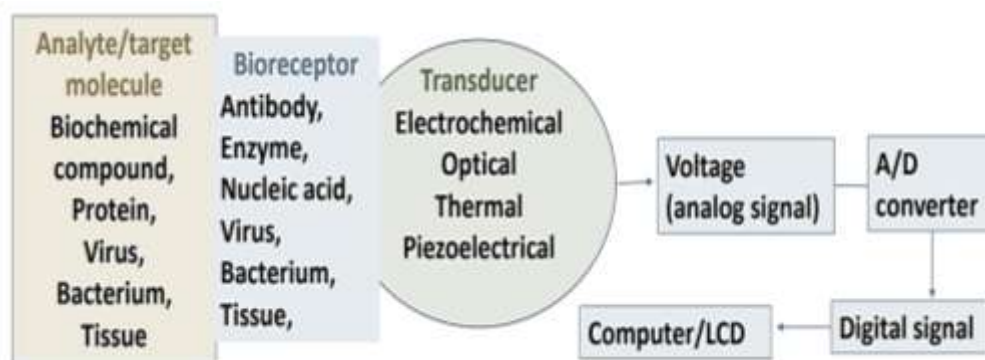 Analyte/target
molecule
Biochemical
compound,
Protein,
Virus,
Bacterium,
Tissue
Bioreceptor
Antibody,
Enzyme,
Nucleic acid,
Virus,
Bacterium,
Tissue,
Transducer
Electrochemical
Optical
Thermal
Piezoelectrical
Voltage
(analog signal)
A/D
converter
Digital signal
Computer/LCD